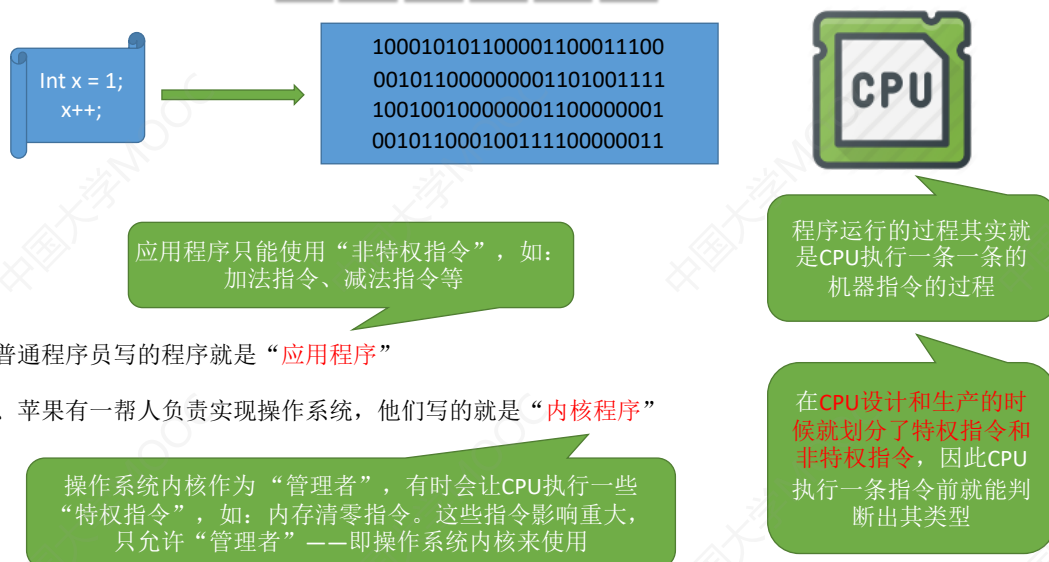 Int x = 1;
x++;
100010101100001100011100
001011000000001101001111
100100100000001100000001
001011000100111100000011
CPU
程序运行的过程其实就
是CPU执行一条一条的
机器指令的过程
应用程序只能使用“非特权指令”，如：
加法指令、减法指令等
普通程序员写的程序就是“应用程序”
、苹果有一帮人负责实现操作系统，他们写的就是“内核程序”
在CPU设计和生产的时
候就划分了特权指令和
非特权指令，因此CPU
执行一条指令前就能判
断出其类型
操作系统内核作为 “管理者”，有时会让CPU执行一些
“特权指令”，如：内存清零指令。这些指令影响重大，
只允许“管理者”——即操作系统内核来使用
中国大学MOOC